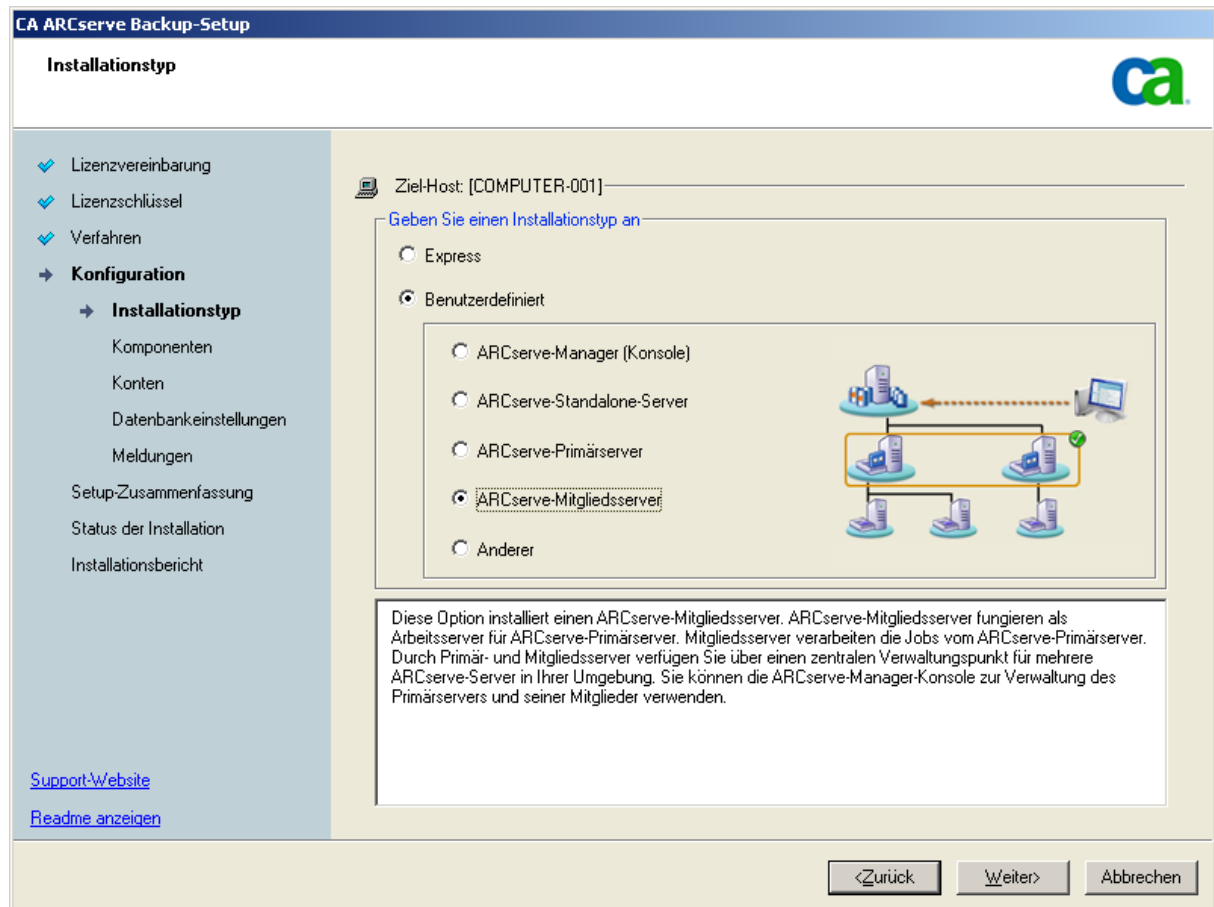 CA ARCserve Backup-Setup
Installationstyp
ca
Lizenzvereinbarung
Lizenzschlüssel
Verfahren
Konfiguration
Installationstyp
Komponenten
Konten
Datenbankeinstellungen
Meldungen
Setup-Zusammenfassung
Status der Installation
Installationsbericht
Support-Website
Readme anzeigen
Ziel-Host: [COMPUTER-001]
Geben Sie einen Installationstyp an
Express
Benutzerdefiniert
ARCserve-Manager (Konsole)
ARCserve-Standalone-Server
ARCserve-Primärserver
ARCserve-Mitgliedsserver
Anderer
Diese Option installiert einen ARCserve-Mitgliedsserver. ARCserve-Mitgliedsserver fungieren als
Arbeitsserver für ARCserve-Primärserver. Mitgliedsserver verarbeiten die Jobs vom ARCserve-Primärserver.
Durch Primär- und Mitgliedsserver verfügen Sie über einen zentralen Verwaltungspunkt für mehrere
ARCserve-Server in Ihrer Umgebung. Sie können die ARCserve-Manager-Konsole zur Verwaltung des
Primärservers und seiner Mitglieder verwenden.
<Zurück
Weiter>
Abbrechen